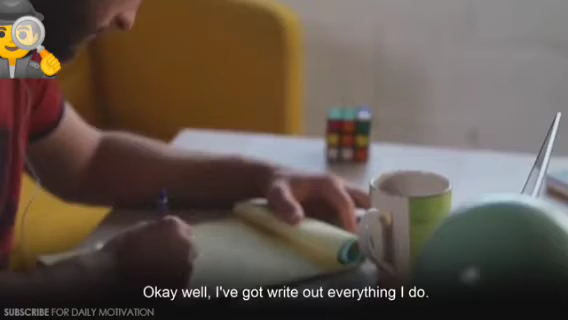 Okay well, I've got write out everything I do.
SUBSCRIBE FOR DAILY MOTIVATION